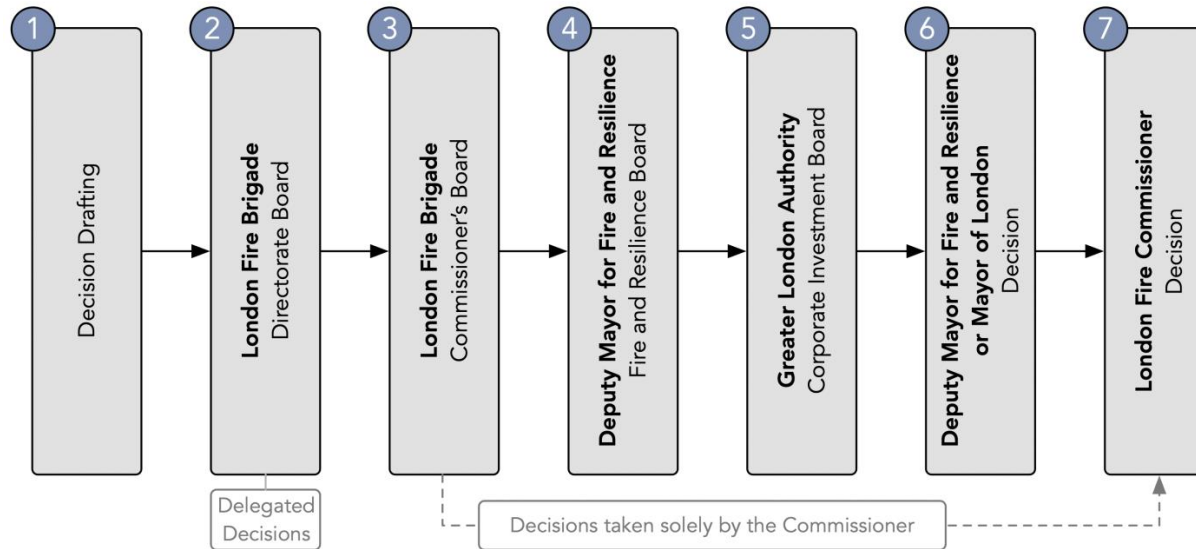 1
Decision Drafting
2
London Fire Brigade
Directorate Board
3
London Fire Brigade
Commissioner's Board
4
Deputy Mayor for Fire and Resilience
Fire and Resilience Board
5
Greater London Authority
Corporate Investment Board
6
Deputy Mayor for Fire and Resilience
or Mayor of London
Decision
7
London Fire Commissioner
Decision
Delegated
Decisions
Decisions taken solely by the Commissioner